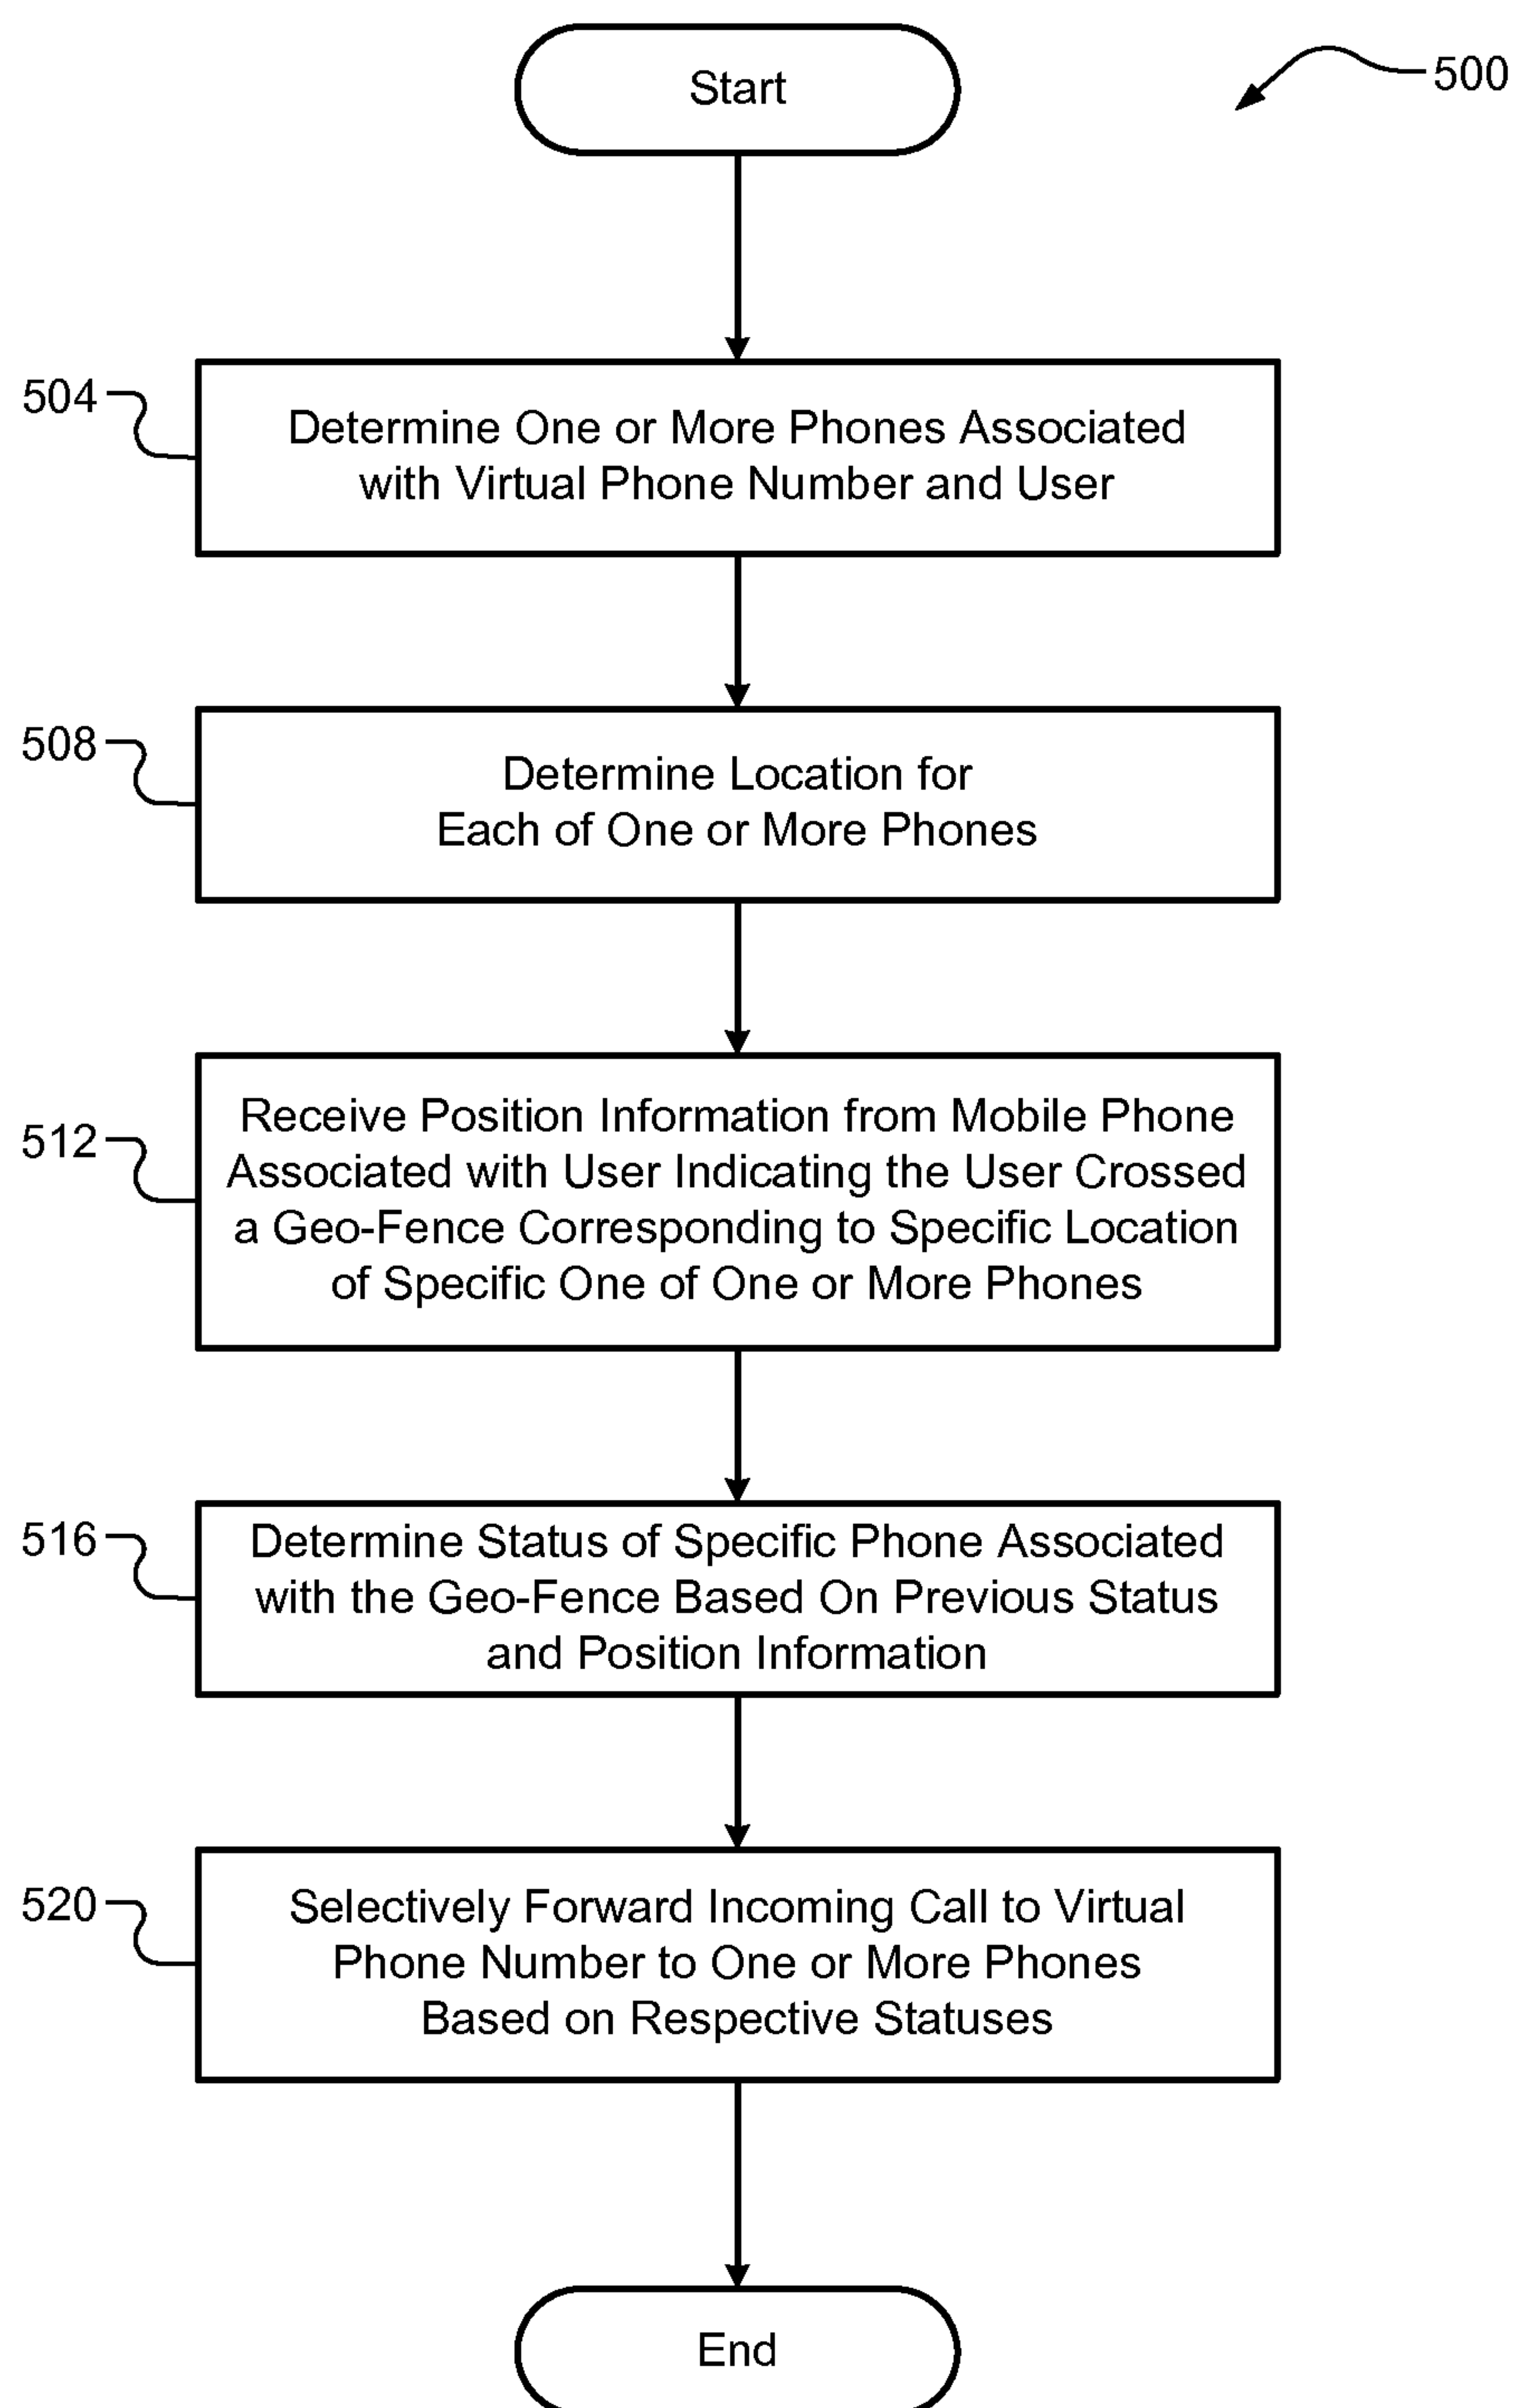 Start
500
504
Determine One or More Phones Associated
with Virtual Phone Number and User
508
Determine Location for
Each of One or More Phones
512
Receive Position Information from Mobile Phone
Associated with User Indicating the User Crossed
a Geo-Fence Corresponding to Specific Location
of Specific One of One or More Phones
516
Determine Status of Specific Phone Associated
with the Geo-Fence Based On Previous Status
and Position Information
520
Selectively Forward Incoming Call to Virtual
Phone Number to One or More Phones
Based on Respective Statuses
End